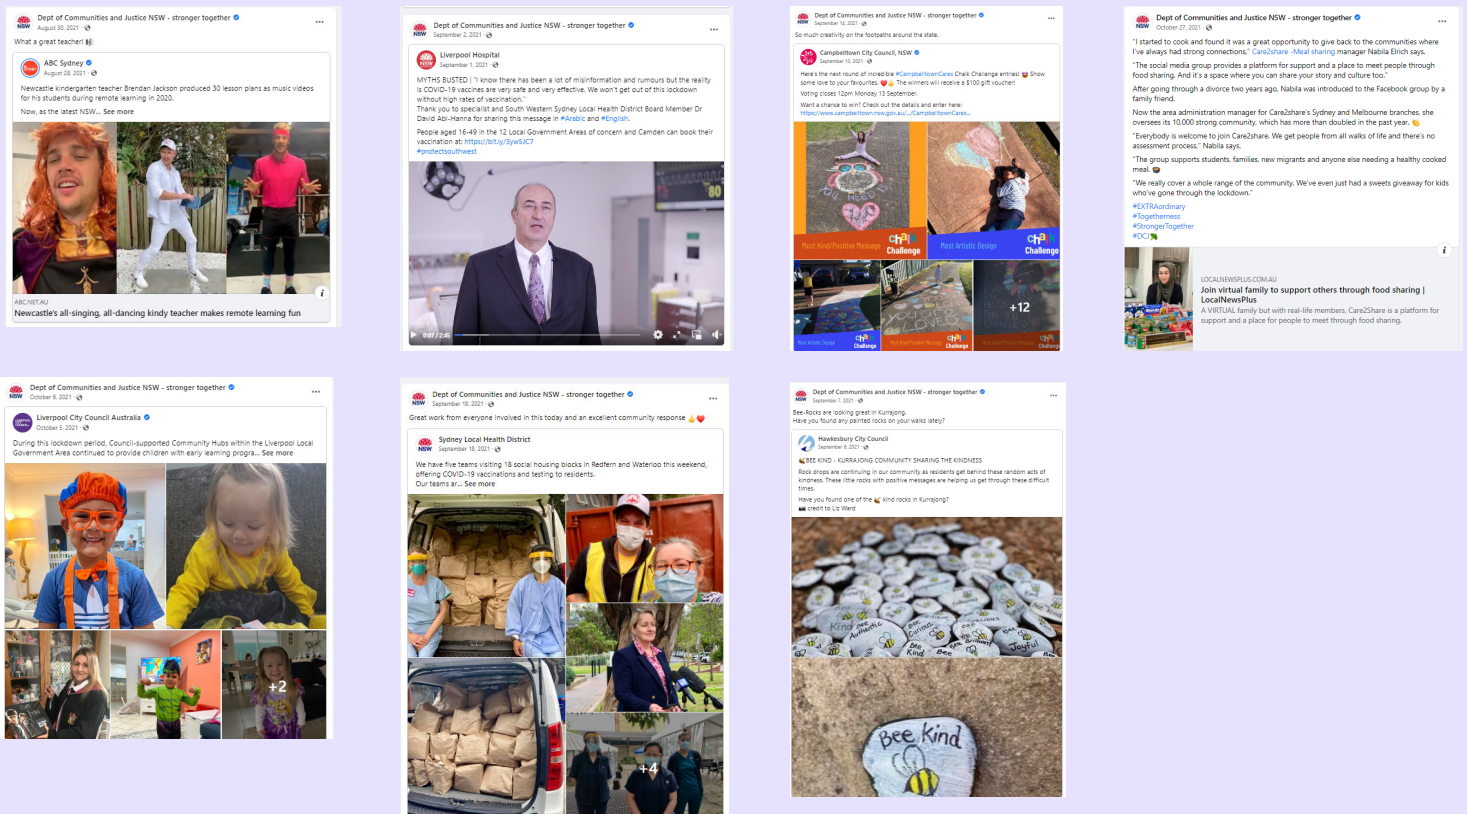 Dept of Communities and Justice NSW - stronger together
August 30, 2021
What a great teacher!
ABC Sydney
August 28, 2021
Newcastle kindergarten teacher Brendan Jackson produced 30 lesson plans as music videos
for his students during remote learning in 2020.
Now, as the latest NSW... See more
ABC.NET.AU
Newcastle's all-singing, all-dancing kindy teacher makes remote learning fun
Dept of Communities and Justice NSW - stronger together
September 2, 2021
Liverpool Hospital
September 1, 2021
MYTHS BUSTED | "I know there has been a lot of misinformation and rumours but the reality
is COVID-19 vaccines are very safe and very effective. We won't get out of this lockdown
without high rates of vaccination."
Thank you to specialist and South Western Sydney Local Health District Board Member Dr
David Abi-Hanna for sharing this message in #Arabic and #English.
People aged 16-49 in the 12 Local Government Areas of concern and Camden can book their
vaccination at: https://bit.ly/3yw5JC7
#protectsouthwest
80
0:07 / 2:45
Dept of Communities and Justice NSW - stronger together
September 14, 2021
So much creativity on the footpaths around the state.
Campbelltown City Council, NSW
September 10, 2021
Here's the next round of incredible #CampbelltownCares Chalk Challenge entries! Show
some love to your favourites. The winners will receive a $100 gift voucher!
Voting closes 12pm Monday 13 September.
Want a chance to win? Check out the details and enter here:
https://www.campbelltown.nsw.gov.au/.../CampbelltownCares...
Most Kind/Positive Message
chalk Challenge
Most Artistic Design
chalk Challenge
Most Artistic Design
chalk Challenge
YOU ARE LOVED
Most Kind/Positive Message
chalk Challenge
+12
Dept of Communities and Justice NSW - stronger together
October 27, 2021
"I started to cook and found it was a great opportunity to give back to the communities where
I've always had strong connections," Care2share -Meal sharing manager Nabila Elrich says.
"The social media group provides a platform for support and a place to meet people through
food sharing. And it's a space where you can share your story and culture too."
After going through a divorce two years ago, Nabila was introduced to the Facebook group by a
family friend.
Now the area administration manager for Care2share's Sydney and Melbourne branches, she
oversees its 10,000 strong community, which has more than doubled in the past year.
"Everybody is welcome to join Care2share. We get people from all walks of life and there's no
assessment process," Nabila says.
"The group supports students, families, new migrants and anyone else needing a healthy cooked
meal.
"We really cover a whole range of the community. We've even just had a sweets giveaway for kids
who've gone through the lockdown."
#EXTRAordinary
#Togetherness
#StrongerTogether
#DCJ
LOCALNEWSPLUS.COM.AU
Join virtual family to support others through food sharing |
LocalNewsPlus
A VIRTUAL family but with real-life members, Care2Share is a platform for
support and a place for people to meet through food sharing.
Dept of Communities and Justice NSW - stronger together
October 6, 2021
Liverpool City Council Australia
October 5, 2021
During this lockdown period, Council-supported Community Hubs within the Liverpool Local
Government Area continued to provide children with early learning progra... See more
+2
Dept of Communities and Justice NSW - stronger together
September 18, 2021
Great work from everyone involved in this today and an excellent community response
Sydney Local Health District
September 18, 2021
We have five teams visiting 18 social housing blocks in Redfern and Waterloo this weekend,
offering COVID-19 vaccinations and testing to residents.
Our teams ar... See more
+4
Dept of Communities and Justice NSW - stronger together
September 7, 2021
Bee-Rocks are looking great in Kurrajong.
Have you found any painted rocks on your walks lately?
Hawkesbury City Council
September 6, 2021
BEE KIND - KURRAJONG COMMUNITY SHARING THE KINDNESS
Rock drops are continuing in our community as residents get behind these random acts of
kindness. These little rocks with positive messages are helping us get through these difficult
times.
Have you found one of the kind rocks in Kurrajong?
credit to Liz Ward
Bee Authentic
Bee Curious
Bee Kind
Bee
Joyful
Bee Kind